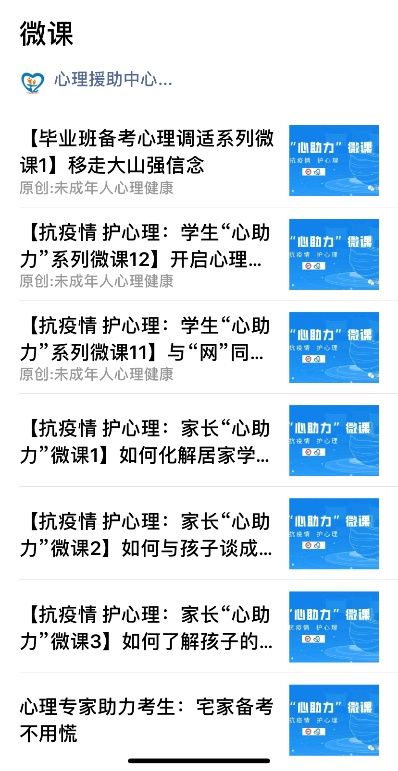 微课
心理援助中心...
【毕业班备考心理调适系列微
课1】移走大山强信念
原创:未成年人心理健康
“心助力”微课
抗疫情 护心理
【抗疫情 护心理：学生“心助
力”系列微课12】开启心理...
原创:未成年人心理健康
“心助力”微课
抗疫情 护心理
【抗疫情 护心理：学生“心助
力”系列微课11】与“网”同...
原创:未成年人心理健康
“心助力”微课
抗疫情 护心理
【抗疫情 护心理：家长“心助
力”微课1】如何化解居家学...
“心助力”微课
抗疫情 护心理
【抗疫情 护心理：家长“心助
力”微课2】如何与孩子谈成...
“心助力”微课
抗疫情 护心理
【抗疫情 护心理：家长“心助
力”微课3】如何了解孩子的...
“心助力”微课
抗疫情 护心理
心理专家助力考生：宅家备考
不用慌
“心助力”微课
抗疫情 护心理